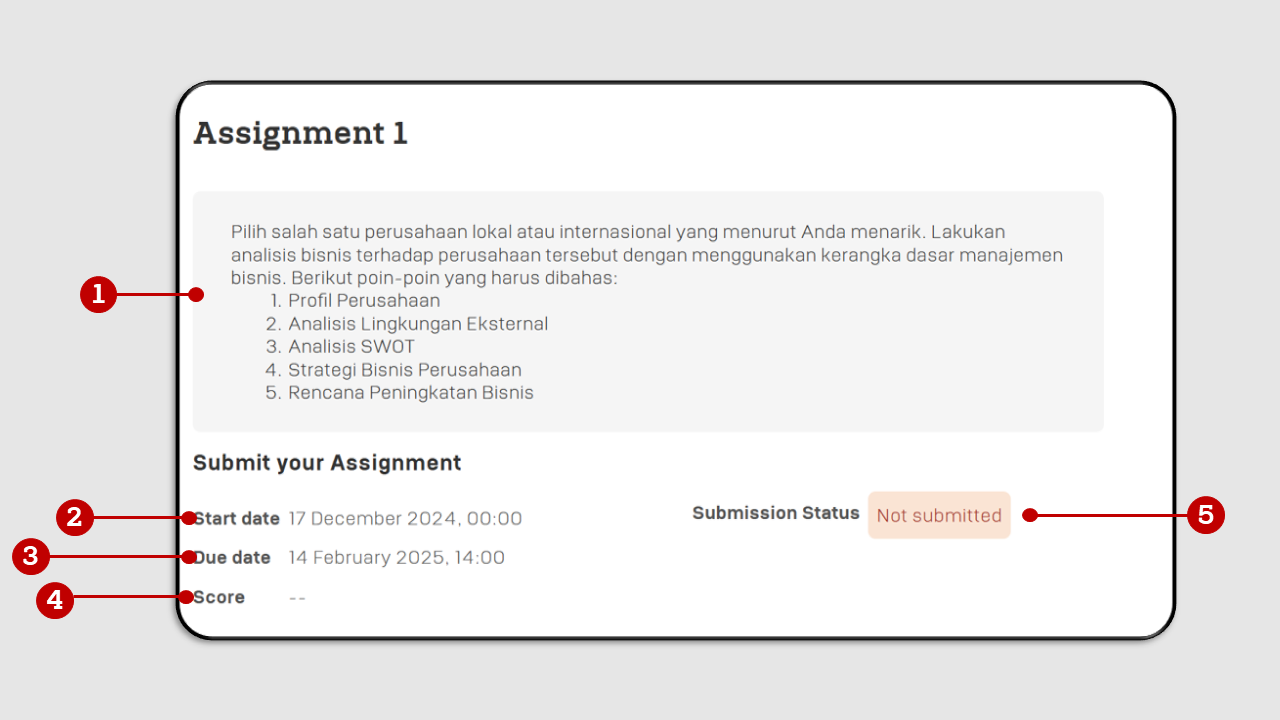 Assignment 1
Pilih salah satu perusahaan lokal atau internasional yang menurut Anda menarik. Lakukan
analisis bisnis terhadap perusahaan tersebut dengan menggunakan kerangka dasar manajemen
bisnis. Berikut poin-poin yang harus dibahas:
1. Profil Perusahaan
2. Analisis Lingkungan Eksternal
3. Analisis SWOT
4. Strategi Bisnis Perusahaan
5. Rencana Peningkatan Bisnis
1
Submit your Assignment
2
Start date 17 December 2024, 00:00
Submission Status Not submitted
5
3
Due date 14 February 2025, 14:00
4
Score --